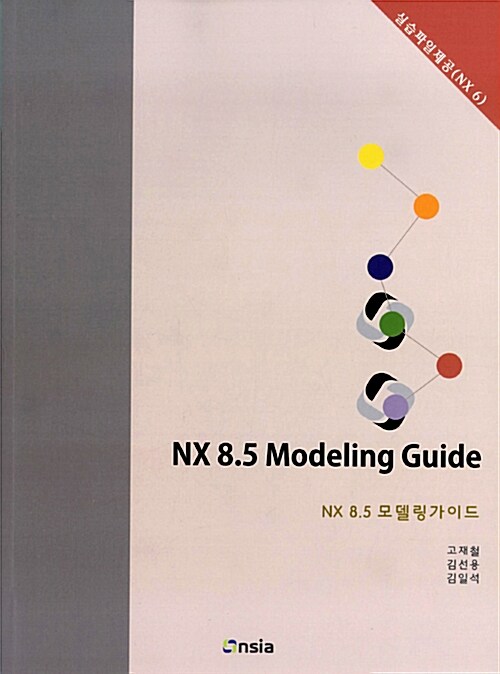 실습파일제공(NX 6)
NX 8.5 Modeling Guide
NX 8.5 모델링가이드
고재철
김선용
김일석
onsia